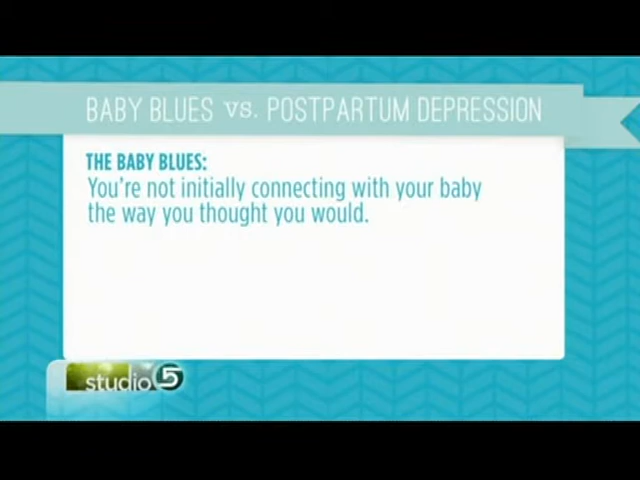 BABY BLUES vs. POSTPARTUM DEPRESSION
THE BABY BLUES:
You're not initially connecting with your baby
the way you thought you would.
studio 5